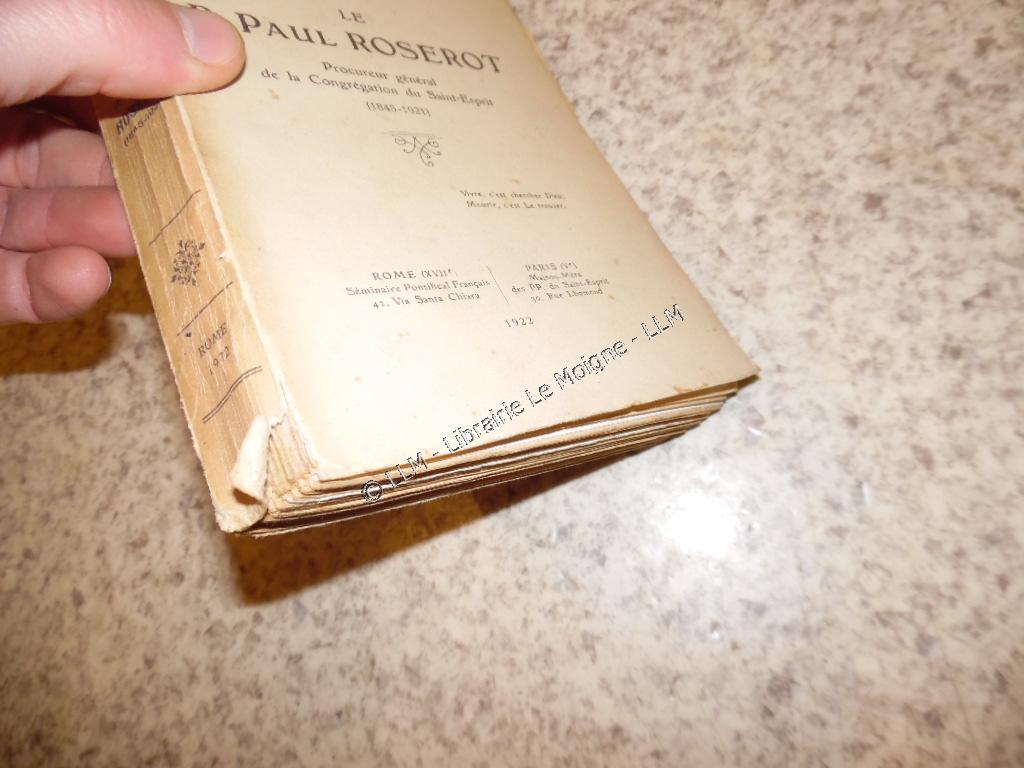 LE
P. PAUL ROSEROT
Procureur général
de la Congrégation du Saint-Esprit
(1845-1921)
Vivre, c'est chercher Dieu;
Mourir, c'est Le trouver.
ROME (XVIIe)
Séminaire Pontifical Français
42, Via Santa Chiara
PARIS (Ve)
Maison-Mère
des PP. du Saint-Esprit
30, Rue Lhomond
1922
ROME
1922
© LLM - Librairie Le Moigne - LLM